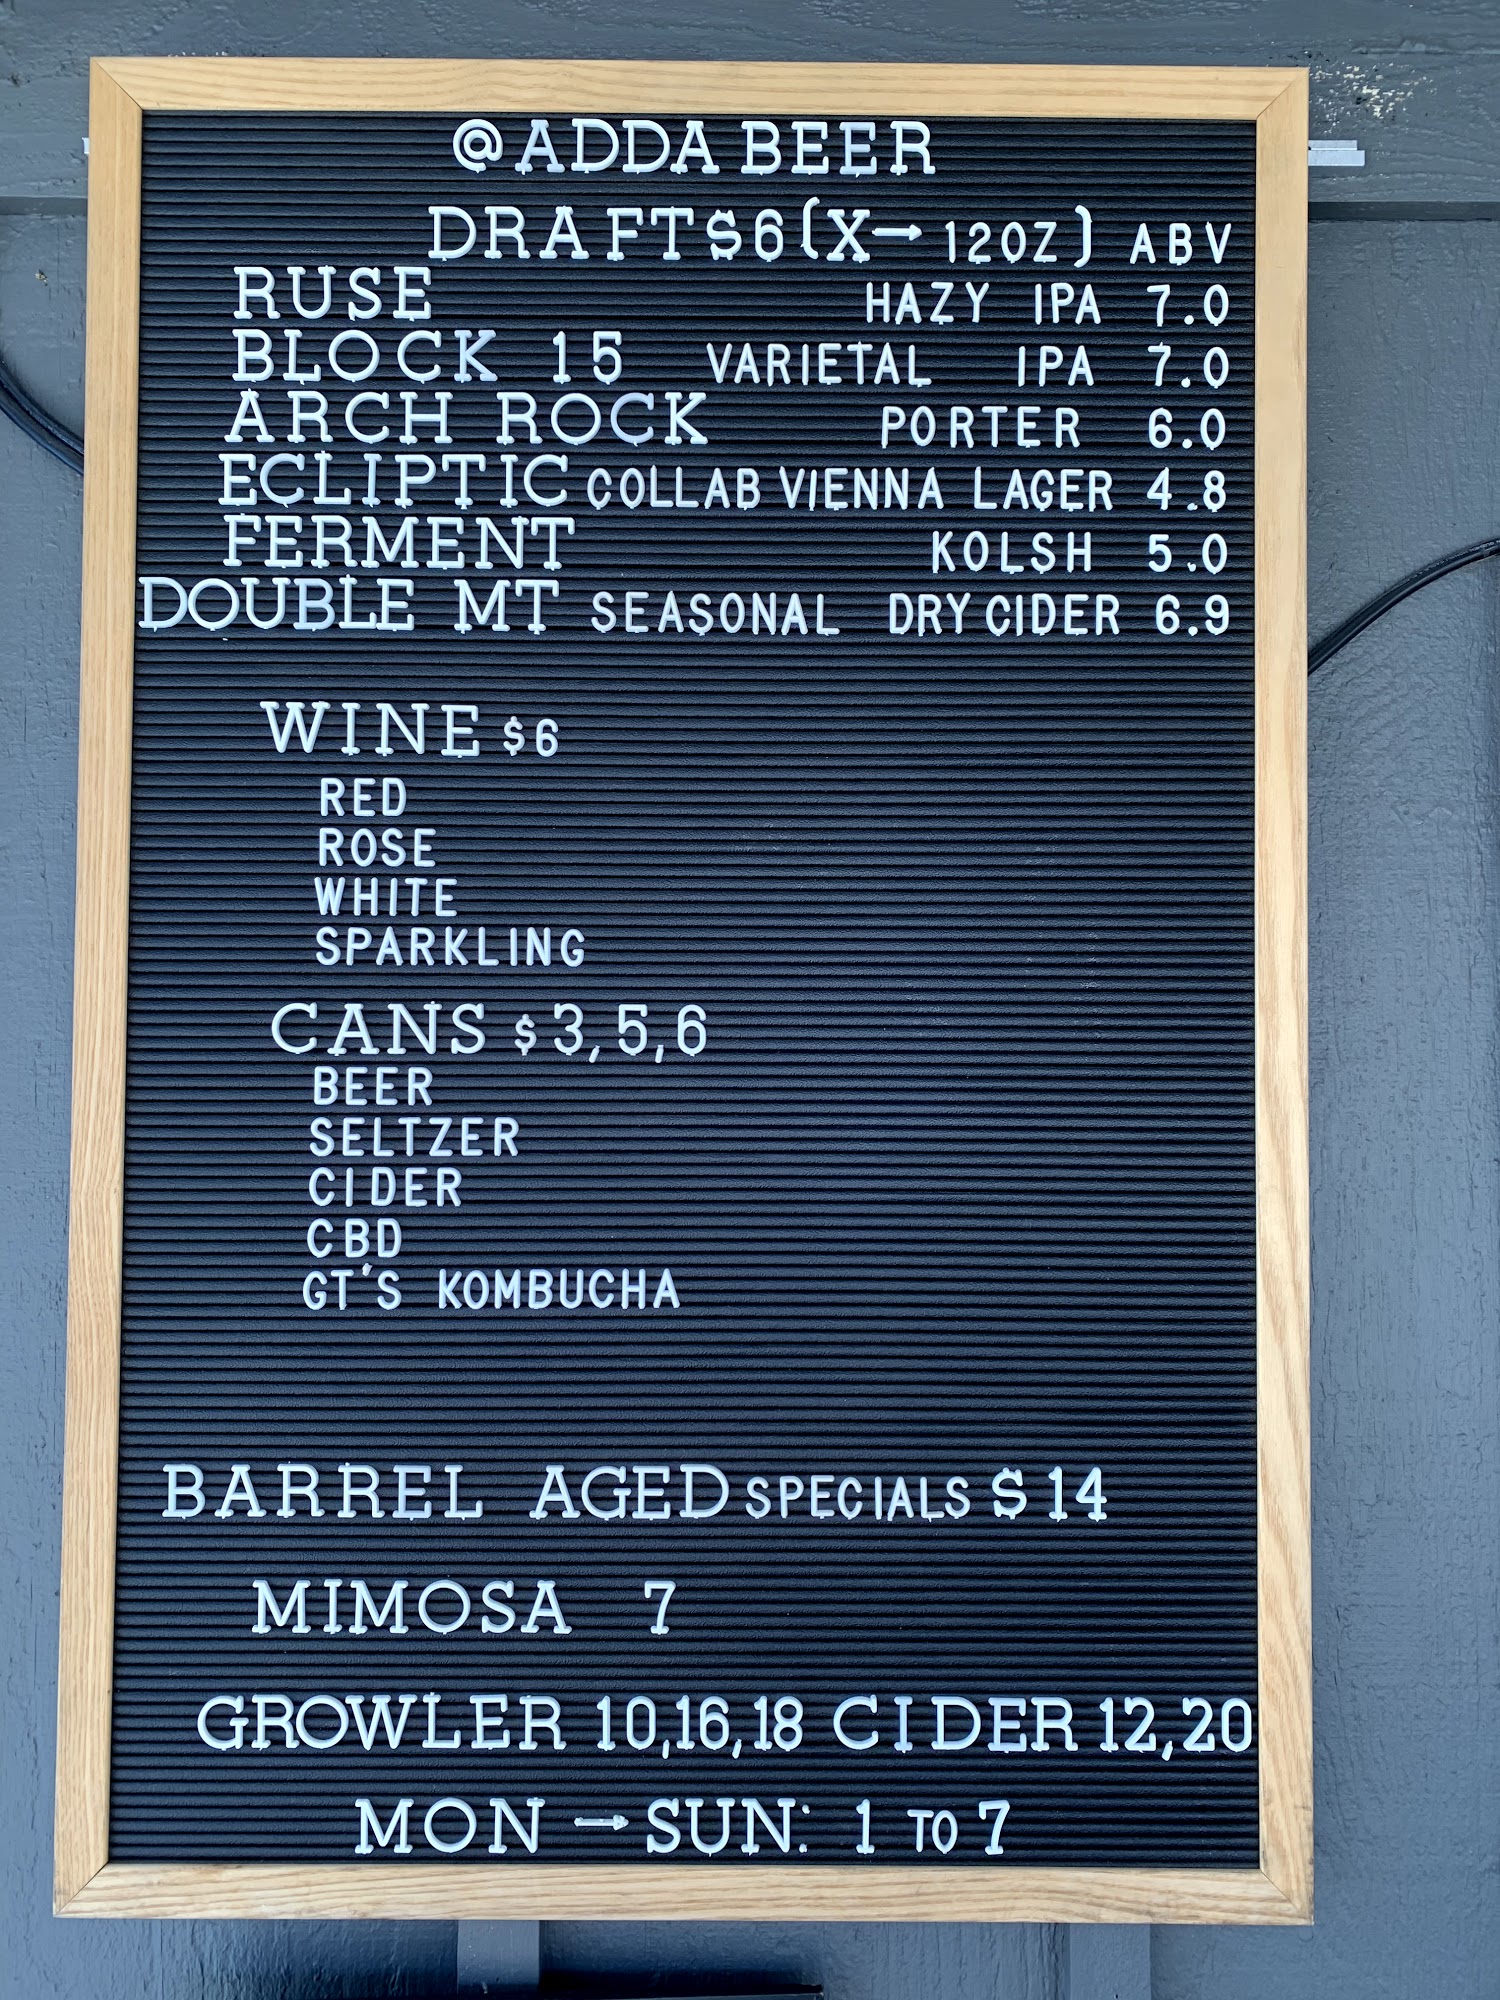 @ADDA BEER
DRAFT $6 (X→ 12OZ) ABV
RUSE HAZY IPA 7.0
BLOCK 15 VARIETAL IPA 7.0
ARCH ROCK PORTER 6.0
ECLIPTIC COLLAB VIENNA LAGER 4.8
FERMENT KOLSH 5.0
DOUBLE MT SEASONAL DRY CIDER 6.9
WINE $6
RED
ROSE
WHITE
SPARKLING
CANS $3,5,6
BEER
SELTZER
CIDER
CBD
GT'S KOMBUCHA
BARREL AGED SPECIALS $14
MIMOSA 7
GROWLER 10,16,18 CIDER 12,20
MON → SUN: 1 TO 7